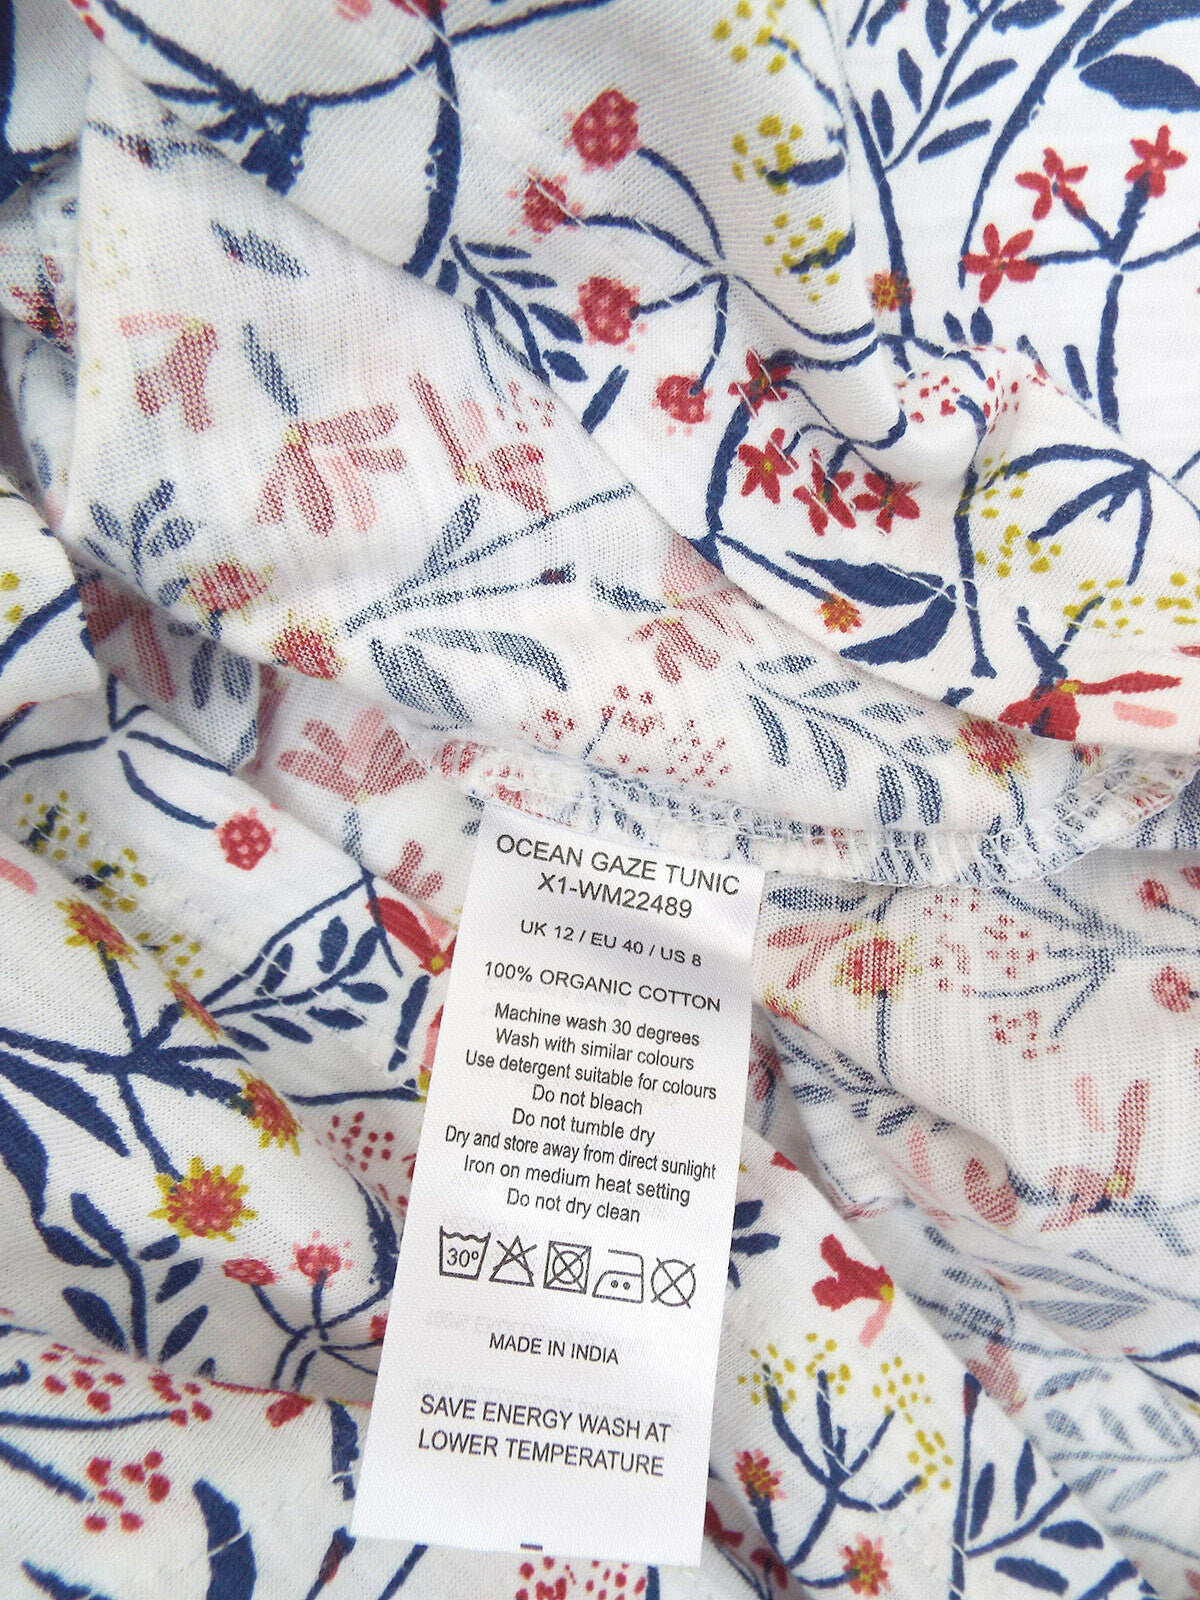 OCEAN GAZE TUNIC
X1-WM22489
UK 12 / EU 40 / US 8
100% ORGANIC COTTON
Machine wash 30 degrees
Wash with similar colours
Use detergent suitable for colours
Do not bleach
Do not tumble dry
Dry and store away from direct sunlight
Iron on medium heat setting
Do not dry clean
30º
MADE IN INDIA
SAVE ENERGY WASH AT
LOWER TEMPERATURE